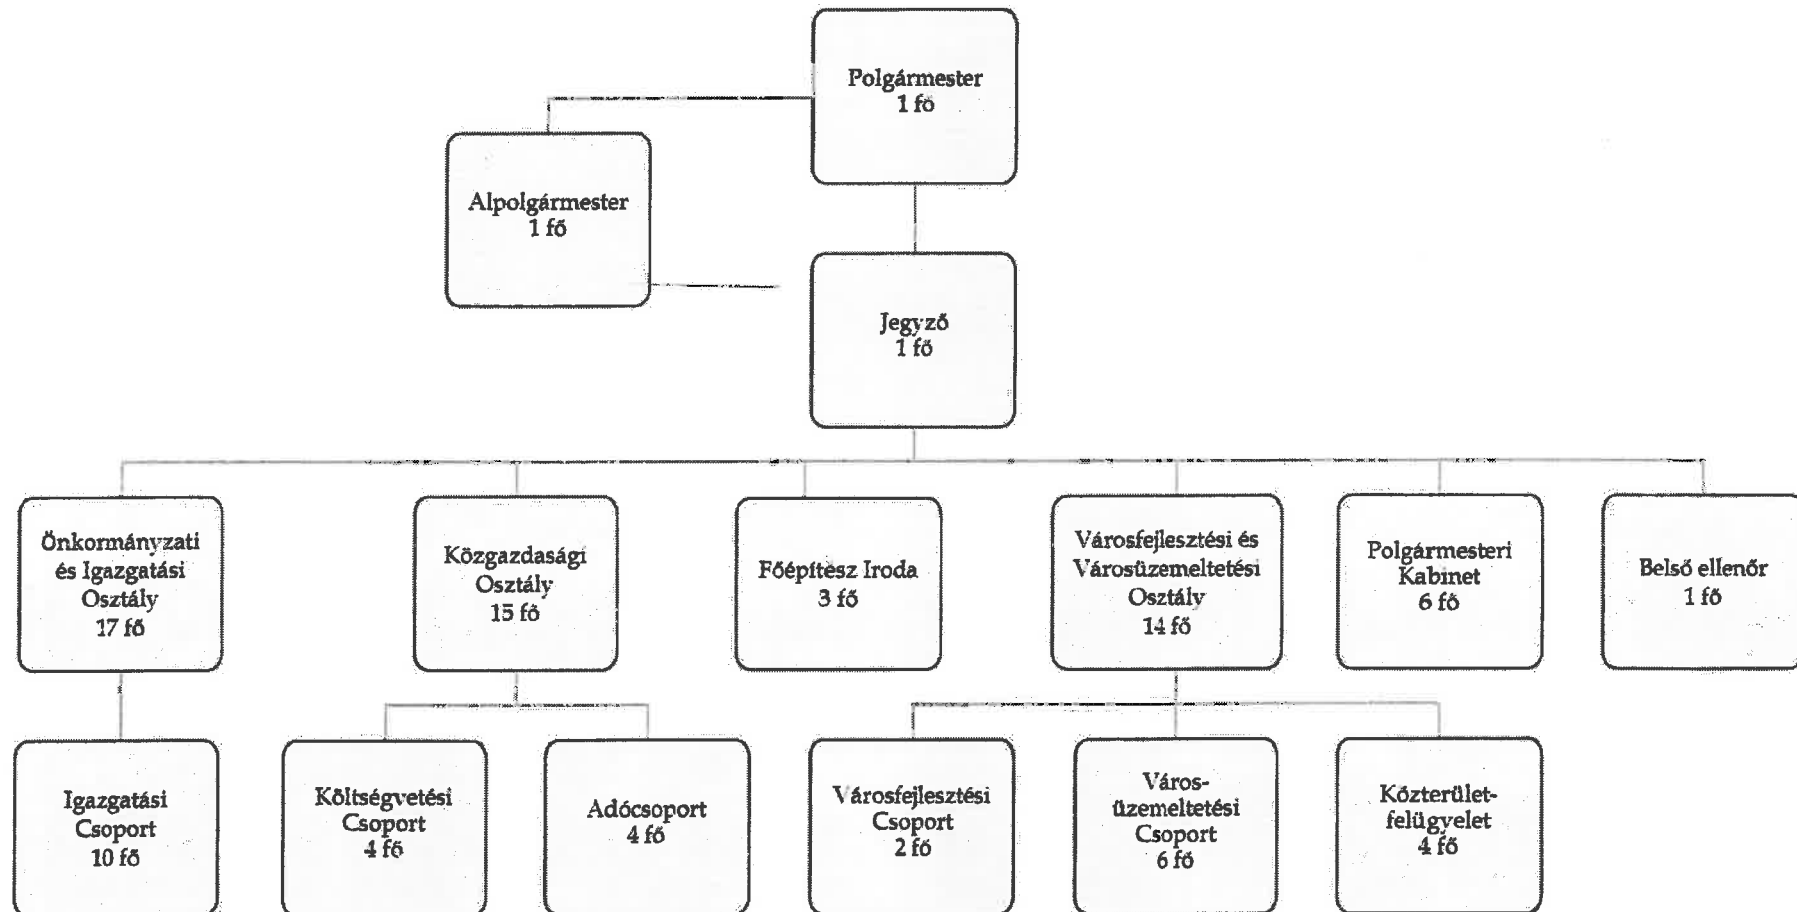 Polgármester
1 fő
Alpolgármester
1 fő
Jegyző
1 fő
Önkormányzati
és Igazgatási
Osztály
17 fő
Közgazdasági
Osztály
15 fő
Főépítész Iroda
3 fő
Városfejlesztési és
Városüzemeltetési
Osztály
14 fő
Polgármesteri
Kabinet
6 fő
Belső ellenőr
1 fő
Igazgatási
Csoport
10 fő
Költségvetési
Csoport
4 fő
Adócsoport
4 fő
Városfejlesztési
Csoport
2 fő
Város-
üzemeltetési
Csoport
6 fő
Közterület-
felügyelet
4 fő